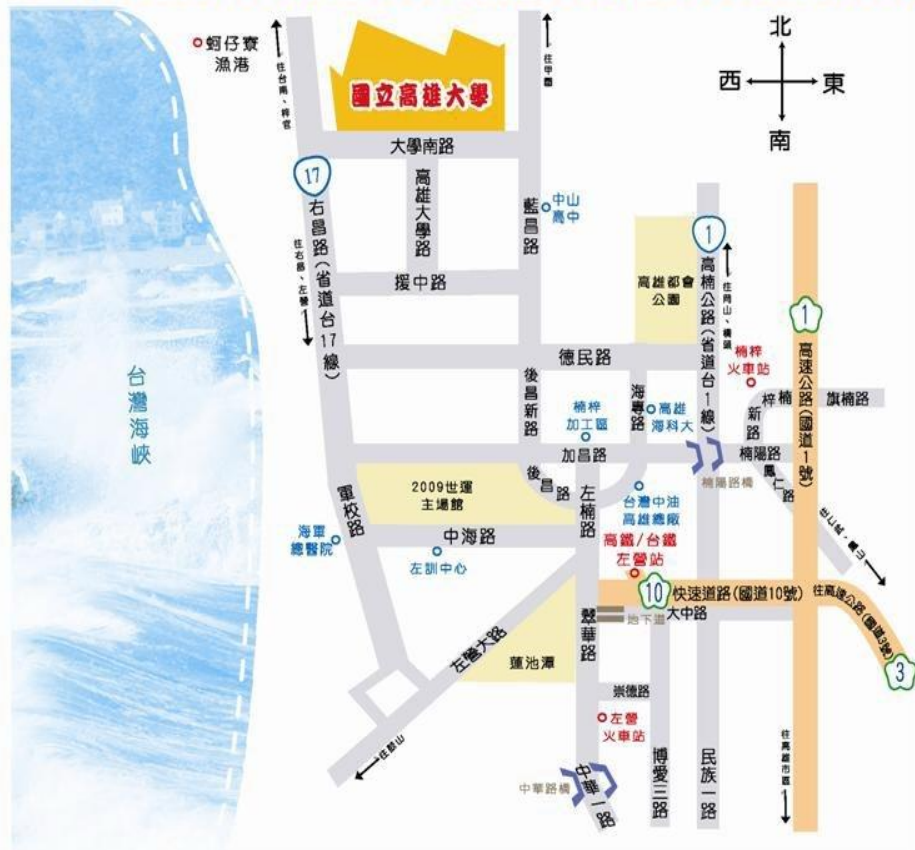 北
西
東
南
蚵仔寮
漁港
往台南、梓官
國立高雄大學
往甲圍
大學南路
17
右昌路(省道台17線)
往右昌、左營
高雄大學路
藍昌路
中山
高中
1
高楠公路(省道台1線)
往岡山、橋頭
高雄都會
公園
援中路
1
高速公路(國道1號)
德民路
楠梓
火車站
台灣海峽
後昌新路
楠梓
加工區
海專路
高雄
海科大
梓楠
新路
旗楠路
加昌路
楠陽路
楠陽路橋
鳳仁路
往仁武、鳳山
2009世運
主場館
後昌路
左楠路
台灣中油
高雄總廠
軍校路
海軍
總醫院
中海路
左訓中心
高鐵/台鐵
左營站
10
快速道路(國道10號)
往高速公路(國道3號)
3
地下道
大中路
翠華路
左營大路
蓮池潭
崇德路
左營
火車站
往鼓山
中華路橋
中華一路
博愛三路
民族一路
往高雄市區